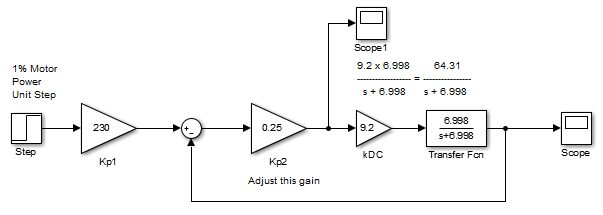 Scope1
9.2 x 6.998     64.31
------------------ = ----------------
s + 6.998     s + 6.998
1% Motor
Power
Unit Step
Step
230
Kp1
+
-
0.25
Kp2
9.2
kDC
6.998
s+6.998
Transfer Fcn
Scope
Adjust this gain